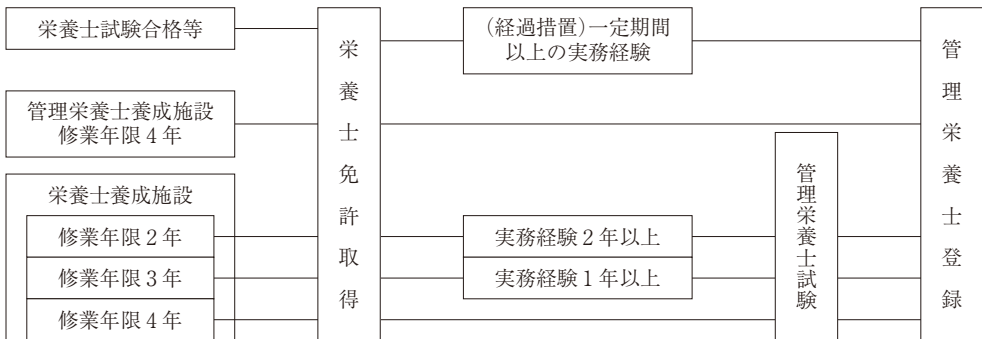 栄養士試験合格等
管理栄養士養成施設
修業年限4年
栄養士養成施設
修業年限2年
修業年限3年
修業年限4年
栄養士免許取得
(経過措置)一定期間
以上の実務経験
実務経験2年以上
実務経験1年以上
管理栄養士試験
管理栄養士登録